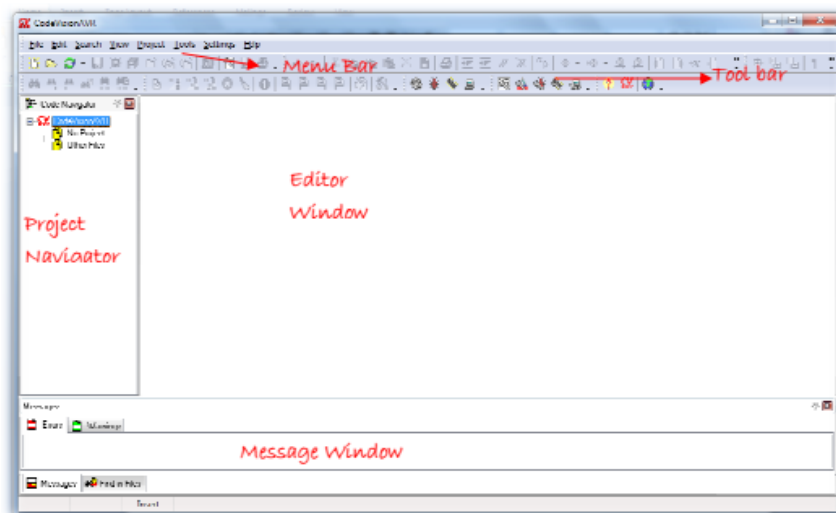 CodeVisionAVR
File Edit Search View Project Tools Settings Help
Menu Bar
Tool bar
Code Navigator
CodeVisionAVR
No Project
Other Files
Editor
Window
Project
Navigator
Messages
Errors Warnings
Message Window
Messages Find in Files
Insert